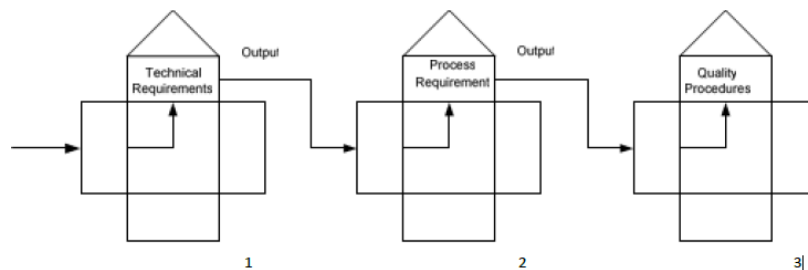 Output
Output
Technical
Requirements
Process
Requirement
Quality
Procedures
1
2
3